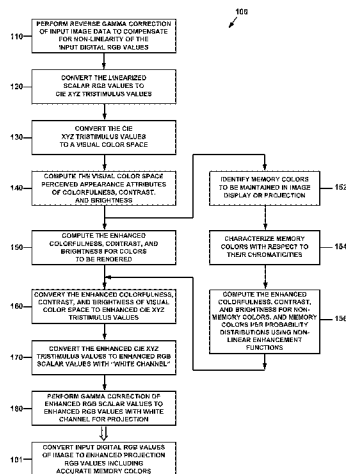 100
110
PERFORM REVERSE GAMMA CORRECTION
OF INPUT IMAGE DATA TO COMPENSATE
FOR NON-LINEARITY OF THE
INPUT DIGITAL RGB VALUES
120
CONVERT THE LINEARIZED
SCALAR RGB VALUES TO
CIE XYZ TRISTIMULUS VALUES
130
CONVERT THE CIE
XYZ TRISTIMULUS VALUES
TO A VISUAL COLOR SPACE
140
COMPUTE THE VISUAL COLOR SPACE
PERCEIVED APPEARANCE ATTRIBUTES
OF COLORFULNESS, CONTRAST,
AND BRIGHTNESS
150
COMPUTE THE ENHANCED
COLORFULNESS, CONTRAST, AND
BRIGHTNESS FOR COLORS
TO BE RENDERED
152
IDENTIFY MEMORY COLORS
TO BE MAINTAINED IN IMAGE
DISPLAY OR PROJECTION
154
CHARACTERIZE MEMORY
COLORS WITH RESPECT TO
THEIR CHROMATICITIES
156
COMPUTE THE ENHANCED
COLORFULNESS, CONTRAST,
AND BRIGHTNESS FOR NON-
MEMORY COLORS, AND MEMORY
COLORS PER PROBABILITY
DISTRIBUTIONS USING NON-
LINEAR ENHANCEMENT
FUNCTIONS
160
CONVERT THE ENHANCED COLORFULNESS,
CONTRAST, AND BRIGHTNESS OF VISUAL
COLOR SPACE TO ENHANCED CIE XYZ
TRISTIMULUS VALUES
170
CONVERT THE ENHANCED CIE XYZ
TRISTIMULUS VALUES TO ENHANCED RGB
SCALAR VALUES WITH "WHITE CHANNEL"
180
PERFORM GAMMA CORRECTION OF
ENHANCED RGB SCALAR VALUES TO
ENHANCED RGB VALUES WITH WHITE
CHANNEL FOR PROJECTION
101
CONVERT INPUT DIGITAL RGB VALUES
OF IMAGE TO ENHANCED PROJECTION
RGB VALUES INCLUDING
ACCURATE MEMORY COLORS